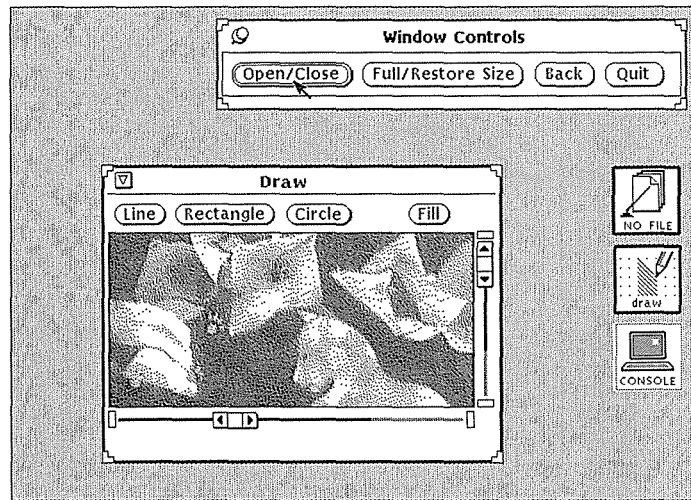 Window Controls
Open/Close Full/Restore Size Back Quit
Draw
Line Rectangle Circle Fill
NO FILE
draw
CONSOLE